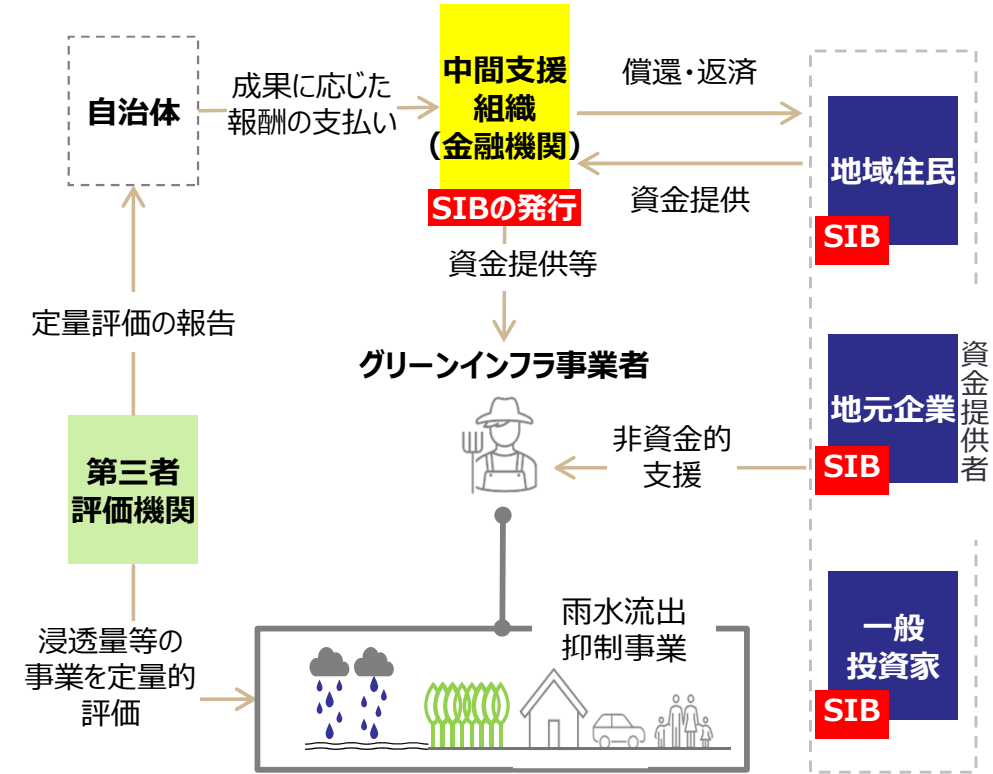 自治体
成果に応じた
報酬の支払い
中間支援
組織
（金融機関）
SIBの発行
償還・返済
資金提供
地域住民
SIB
資金提供等
定量評価の報告
グリーンインフラ事業者
地元企業
SIB
資金提供者
非資金的
支援
第三者
評価機関
雨水流出
抑制事業
浸透量等の
事業を定量的
評価
一般
投資家
SIB